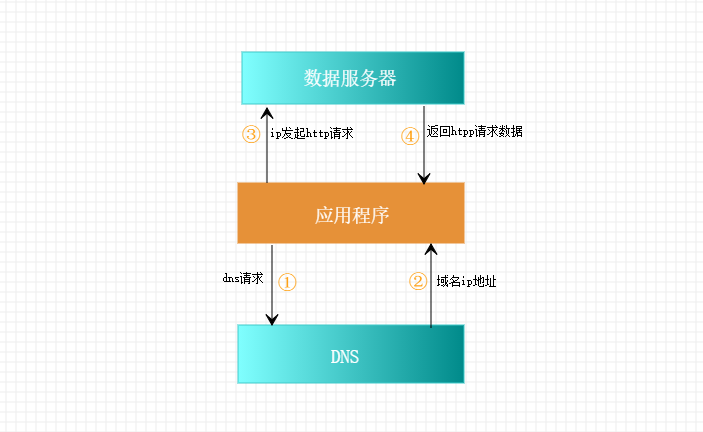 数据服务器
③ ip发起http请求
④ 返回htpp请求数据
应用程序
dns请求 ①
② 域名ip地址
DNS